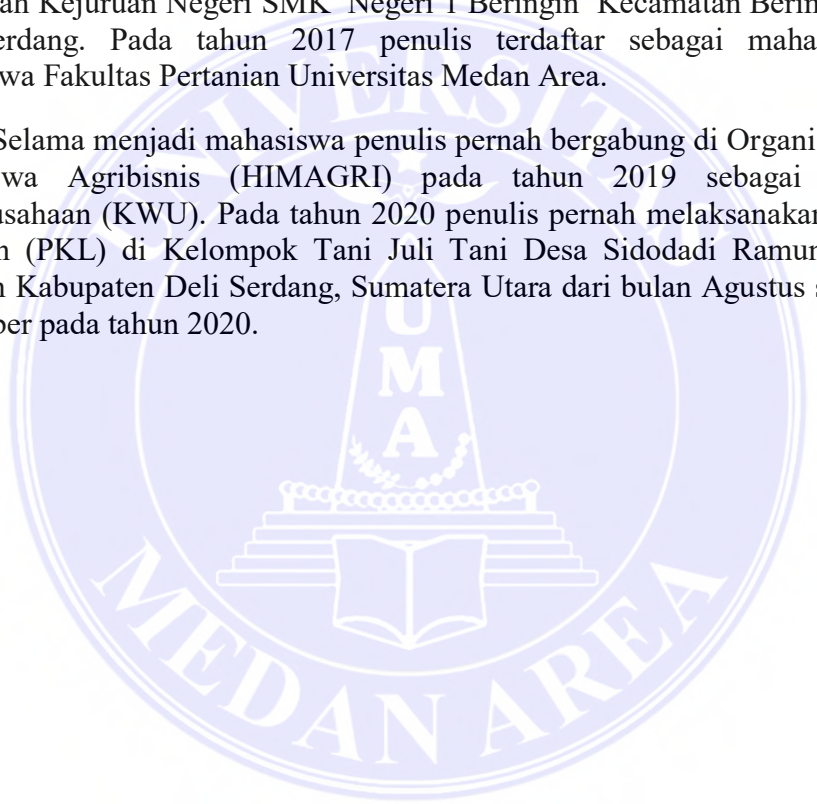 ah Kejuruan Negeri SMK Negeri 1 Beringin Kecamatan Berin
erdang. Pada tahun 2017 penulis terdaftar sebagai maha
wa Fakultas Pertanian Universitas Medan Area.
Selama menjadi mahasiswa penulis pernah bergabung di Organi
wa Agribisnis (HIMAGRI) pada tahun 2019 sebagai
usahaan (KWU). Pada tahun 2020 penulis pernah melaksanakan
n (PKL) di Kelompok Tani Juli Tani Desa Sidodadi Ramun
n Kabupaten Deli Serdang, Sumatera Utara dari bulan Agustus s
ber pada tahun 2020.
UNIVERSITAS
UMA
MEDAN AREA